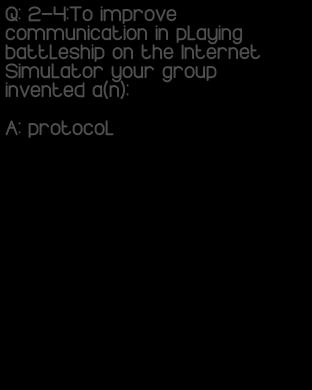 Q: 2-4:To improve
communication in playing
battleship on the Internet
Simulator your group
invented a(n):
A: protocol